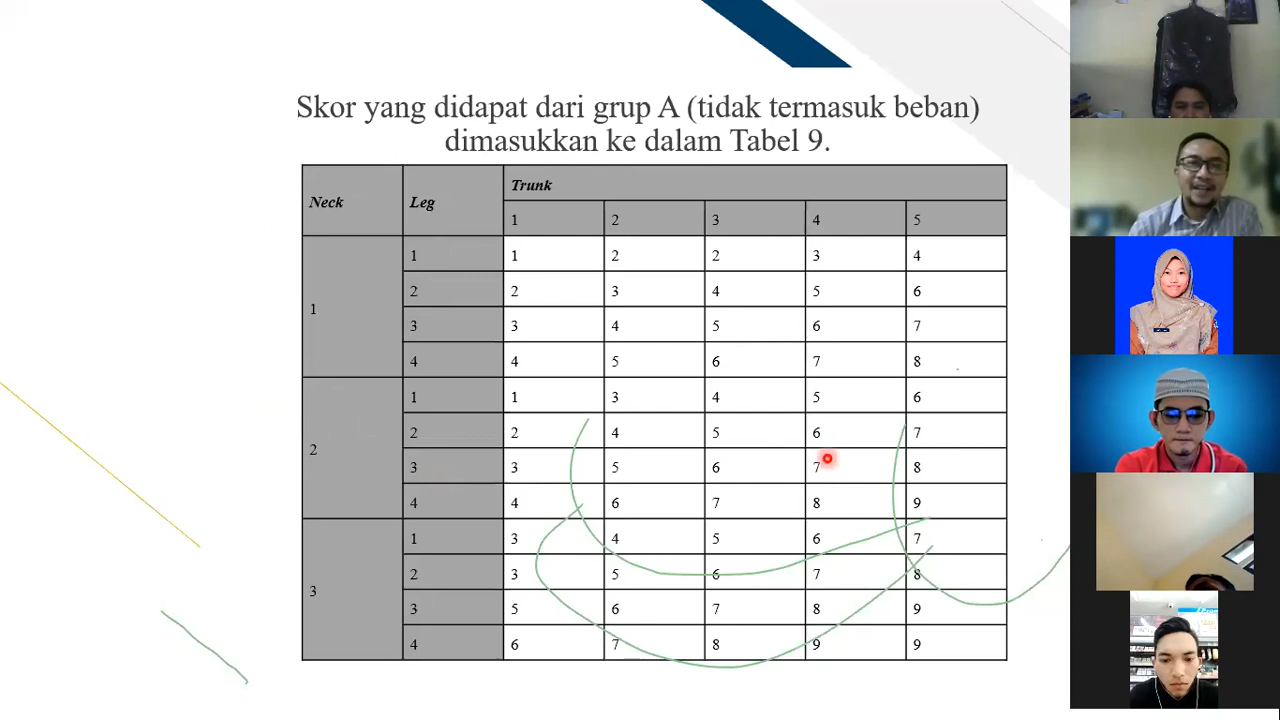 Skor yang didapat dari grup A (tidak termasuk beban)
dimasukkan ke dalam Tabel 9.
Neck Leg Trunk
1 2 3 4 5
1 1 1 2 2 3 4
2 2 3 4 5 6
3 3 4 5 6 7
4 4 5 6 7 8
2 1 1 3 4 5 6
2 2 4 5 6 7
3 3 5 6 7 8
4 4 6 7 8 9
3 1 3 4 5 6 7
2 3 5 6 7 8
3 5 6 7 8 9
4 6 7 8 9 9